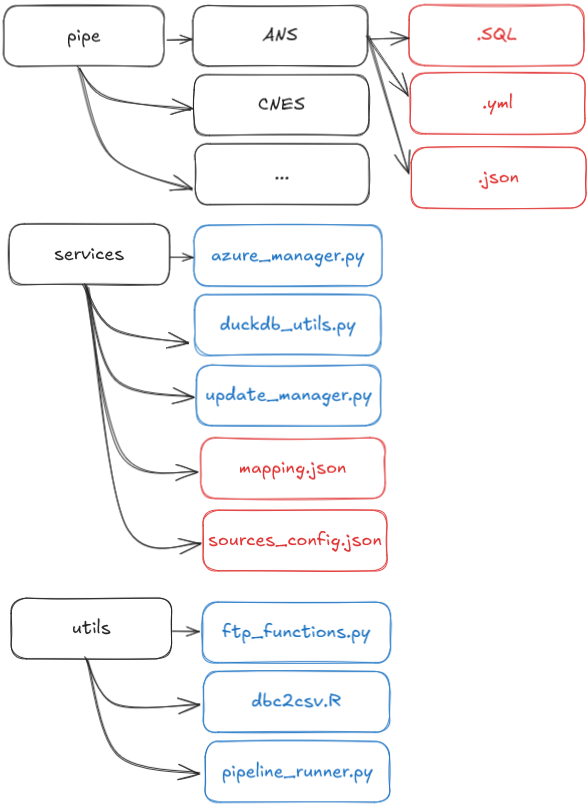 pipe
ANS
.SQL
CNES
.yml
...
.json
services
azure_manager.py
duckdb_utils.py
update_manager.py
mapping.json
sources_config.json
utils
ftp_functions.py
dbc2csv.R
pipeline_runner.py